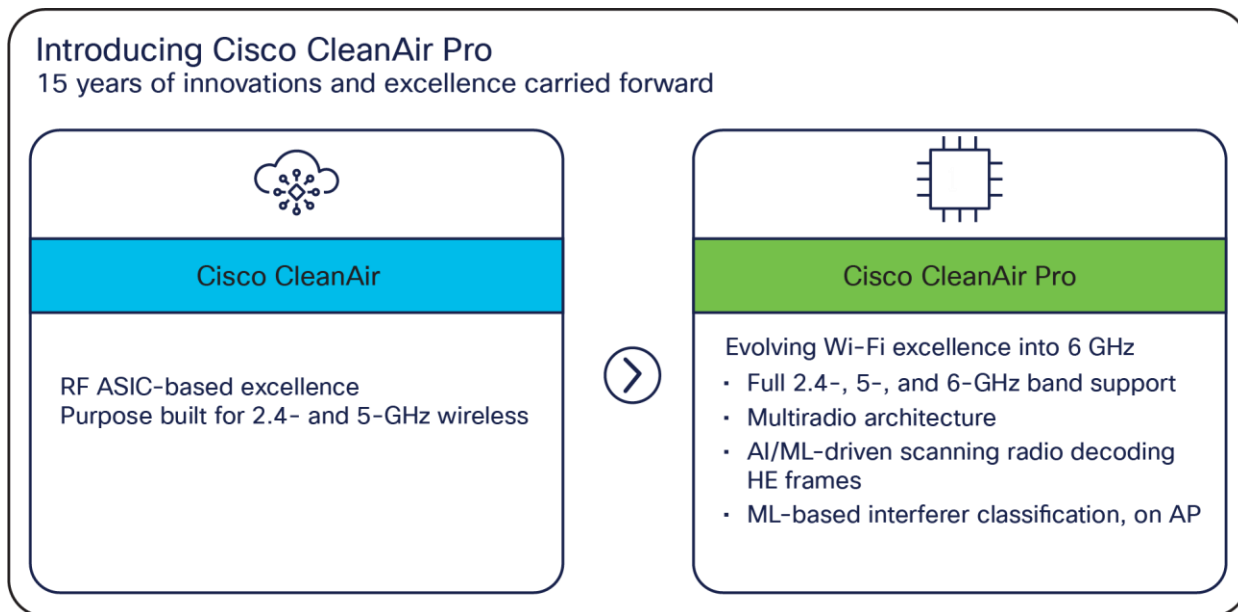 Introducing Cisco CleanAir Pro
15 years of innovations and excellence carried forward
Cisco CleanAir
RF ASIC-based excellence
Purpose built for 2.4- and 5-GHz wireless
Cisco CleanAir Pro
Evolving Wi-Fi excellence into 6 GHz
· Full 2.4-, 5-, and 6-GHz band support
· Multiradio architecture
· AI/ML-driven scanning radio decoding
HE frames
· ML-based interferer classification, on AP